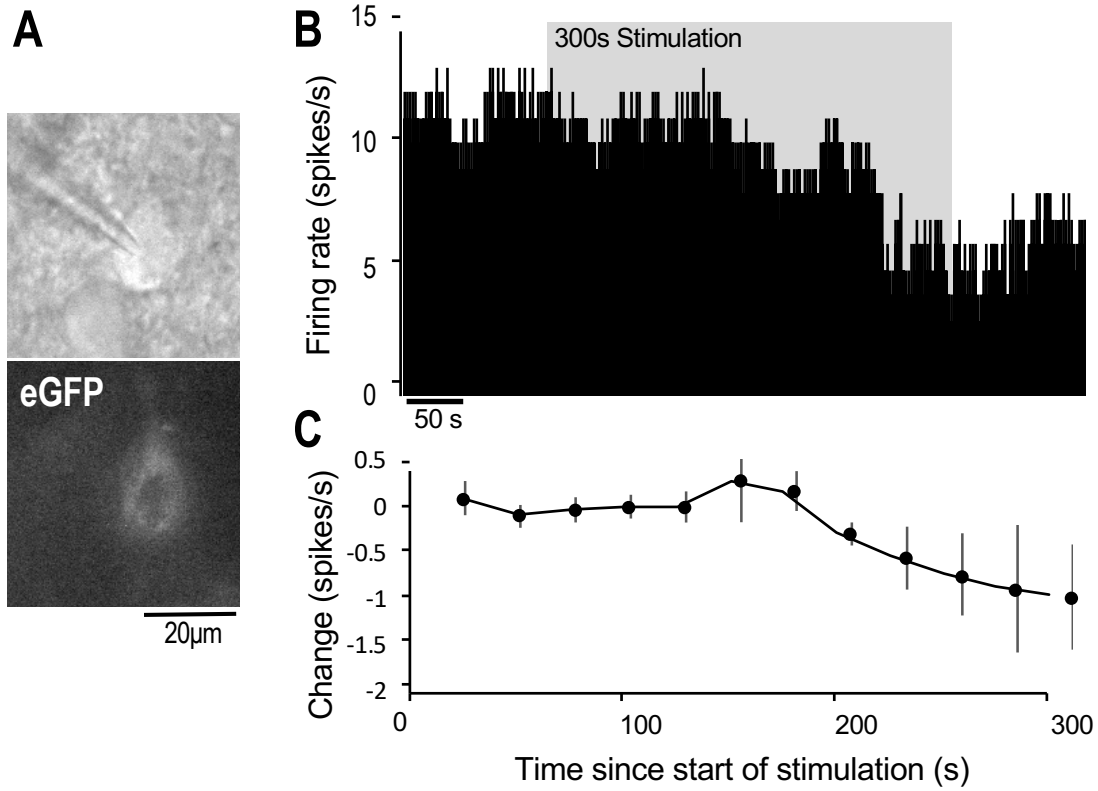 A
eGFP
20µm
B
300s Stimulation
Firing rate (spikes/s)
15
10
5
0
50 s
C
Change (spikes/s)
0.5
0
-0.5
-1
-1.5
-2
0 100 200 300
Time since start of stimulation (s)